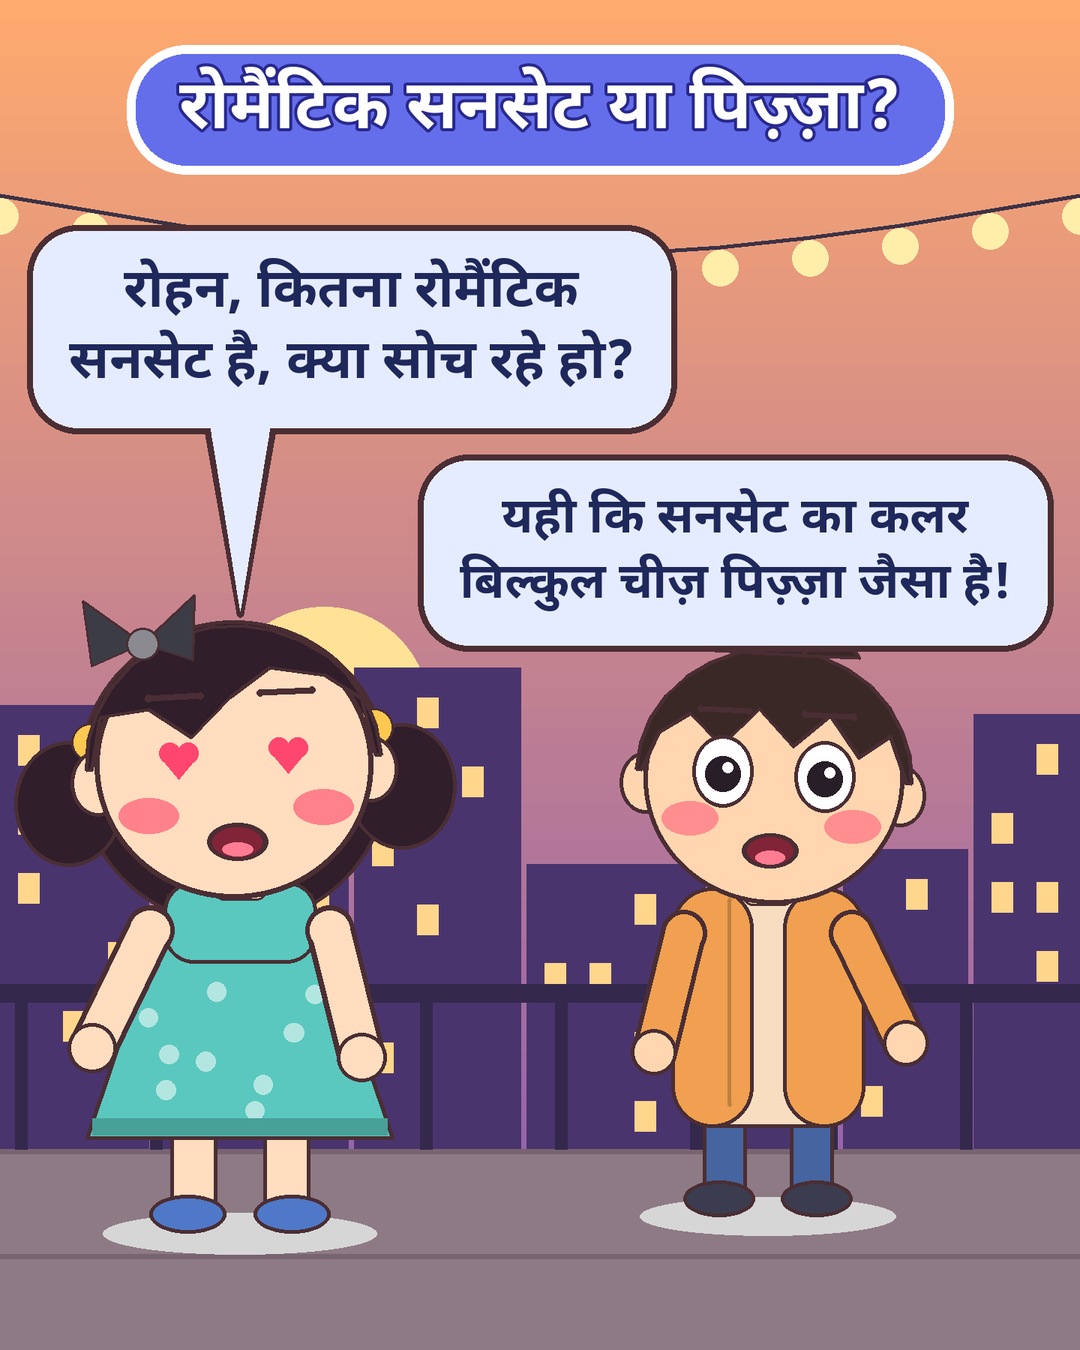 रोमैंटिक सनसेट या पिज़्ज़ा?
रोहन, कितना रोमैंटिक
सनसेट है, क्या सोच रहे हो?
यही कि सनसेट का कलर
बिल्कुल चीज़ पिज़्ज़ा जैसा है!